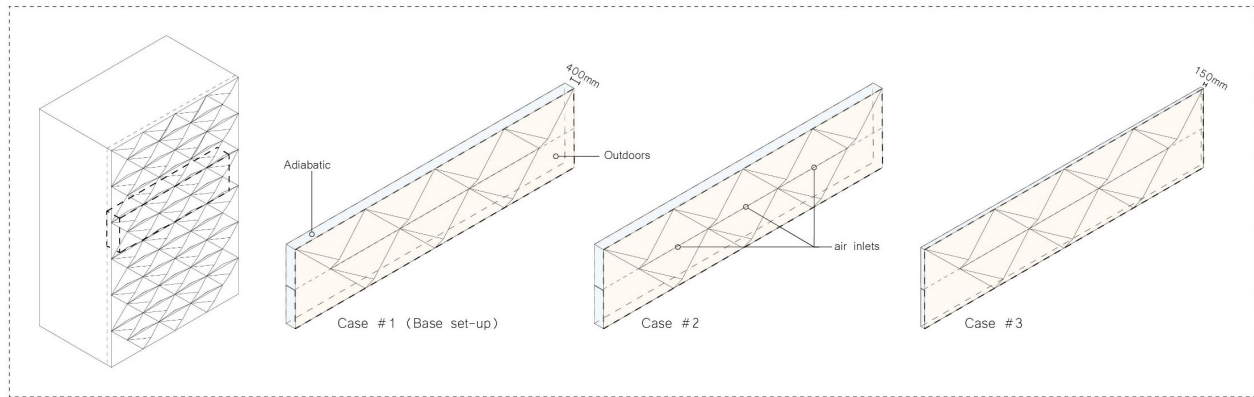 400mm
150mm
Adiabatic
Outdoors
air inlets
Case #1 (Base set-up)
Case #2
Case #3